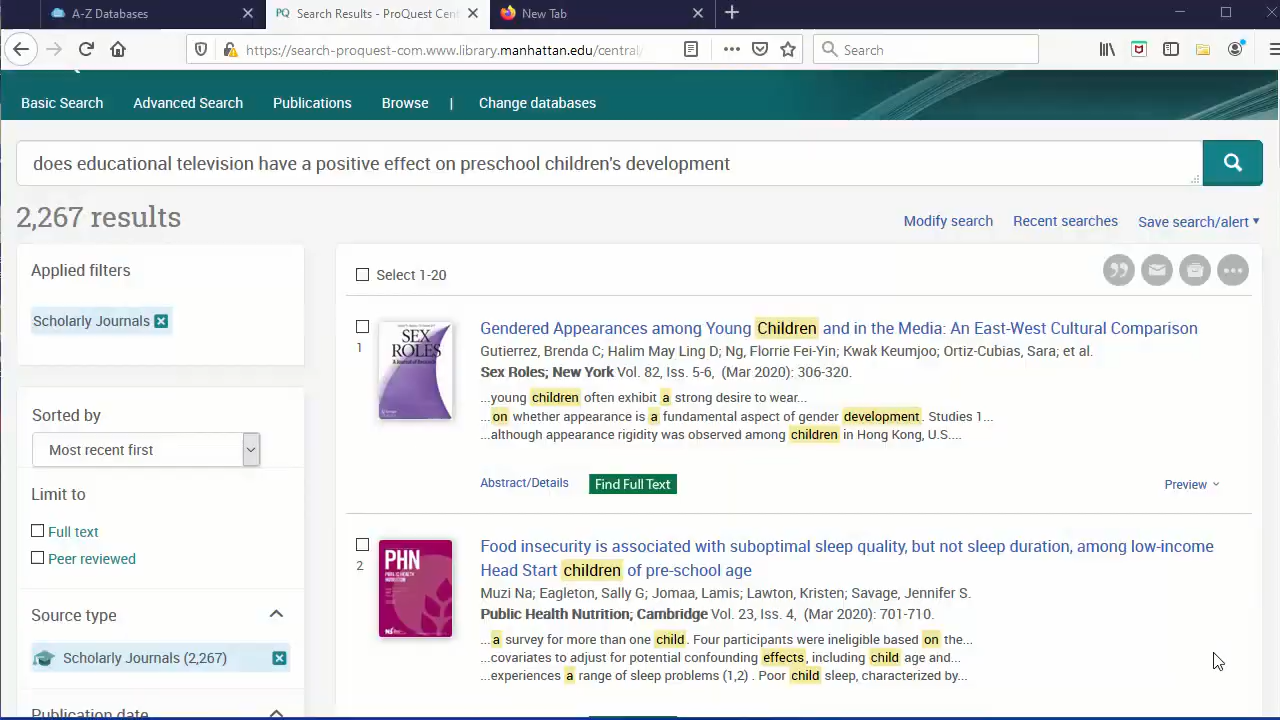 A-Z Databases
PQ Search Results - ProQuest Cen
New Tab
https://search-proquest-com.www.library.manhattan.edu/central/
Search
Basic Search
Advanced Search
Publications
Browse
|
Change databases
does educational television have a positive effect on preschool children's development
2,267 results
Modify search
Recent searches
Save search/alert
Applied filters
Scholarly Journals
Sorted by
Most recent first
Limit to
Full text
Peer reviewed
Source type
Scholarly Journals (2,267)
Publication date
Select 1-20
1
SEX
ROLES
Gendered Appearances among Young Children and in the Media: An East-West Cultural Comparison
Gutierrez, Brenda C; Halim May Ling D; Ng, Florrie Fei-Yin; Kwak Keumjoo; Ortiz-Cubias, Sara; et al.
Sex Roles; New York Vol. 82, Iss. 5-6, (Mar 2020): 306-320.
...young children often exhibit a strong desire to wear...
...on whether appearance is a fundamental aspect of gender development. Studies 1...
...although appearance rigidity was observed among children in Hong Kong, U.S....
Abstract/Details
Find Full Text
Preview
2
PHN
Food insecurity is associated with suboptimal sleep quality, but not sleep duration, among low-income
Head Start children of pre-school age
Muzi Na; Eagleton, Sally G; Jomaa, Lamis; Lawton, Kristen; Savage, Jennifer S.
Public Health Nutrition; Cambridge Vol. 23, Iss. 4, (Mar 2020): 701-710.
...a survey for more than one child. Four participants were ineligible based on the...
...covariates to adjust for potential confounding effects, including child age and...
...experiences a range of sleep problems (1,2) . Poor child sleep, characterized by...